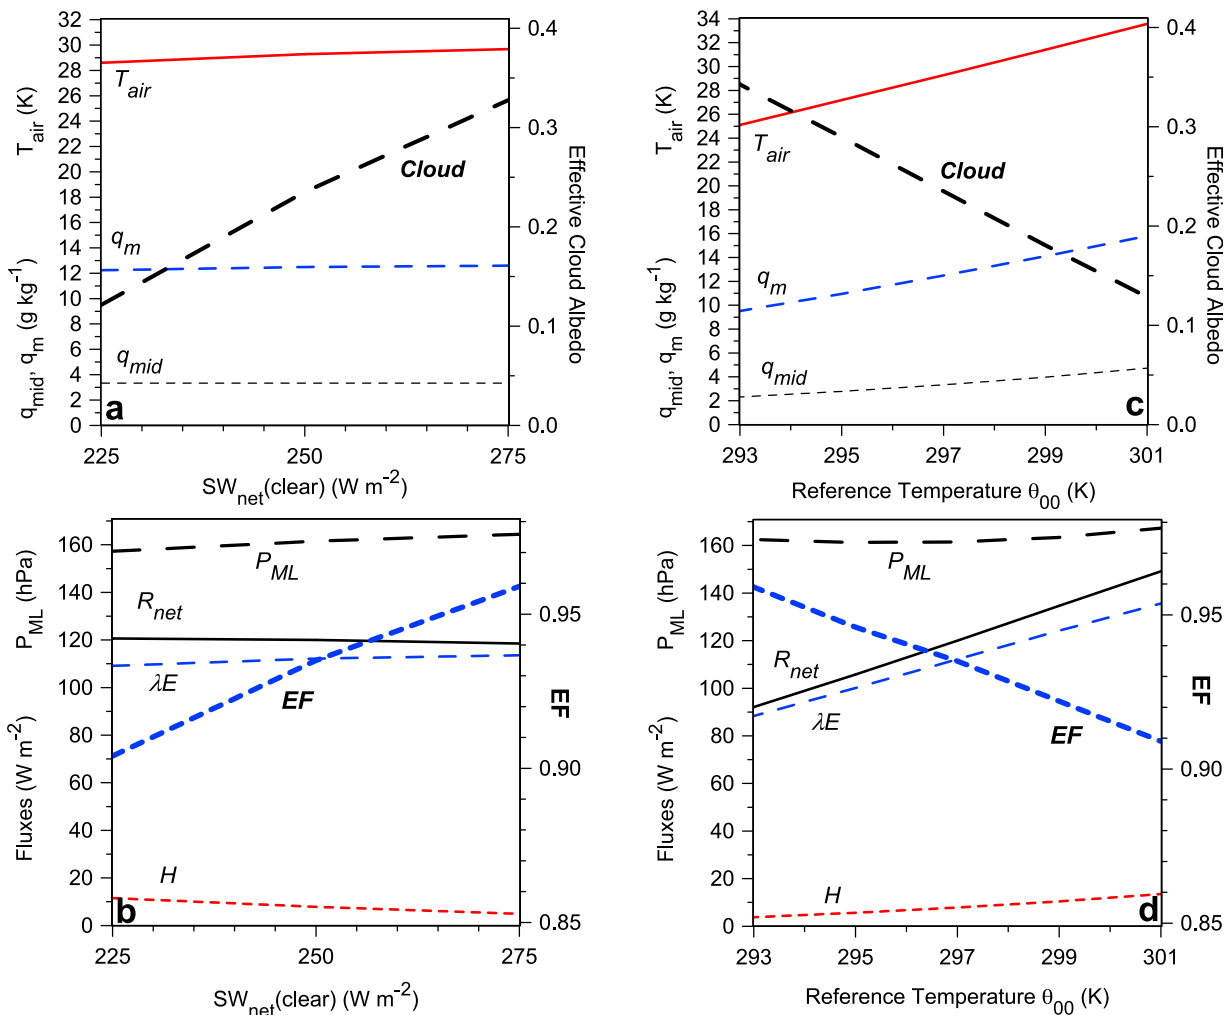 32
30
28
26
24
22
20
18
16
14
12
10
8
6
4
2
0
T_air (K)
q_mid, q_m (g kg⁻¹)
T_air
Cloud
q_m
q_mid
a
0.4
0.3
0.2
0.1
0.0
Effective Cloud Albedo
225 250 275
SW_net(clear) (W m⁻²)
34
32
30
28
26
24
22
20
18
16
14
12
10
8
6
4
2
0
T_air (K)
q_mid, q_m (g kg⁻¹)
T_air
Cloud
q_m
q_mid
c
0.4
0.3
0.2
0.1
0.0
Effective Cloud Albedo
293 295 297 299 301
Reference Temperature θ₀₀ (K)
160
140
120
100
80
60
40
20
0
P_ML (hPa)
Fluxes (W m⁻²)
P_ML
R_net
λE
EF
H
b
0.95
0.90
0.85
EF
225 250 275
SW_net(clear) (W m⁻²)
160
140
120
100
80
60
40
20
0
P_ML (hPa)
Fluxes (W m⁻²)
P_ML
R_net
λE
EF
H
d
0.95
0.90
0.85
EF
293 295 297 299 301
Reference Temperature θ₀₀ (K)